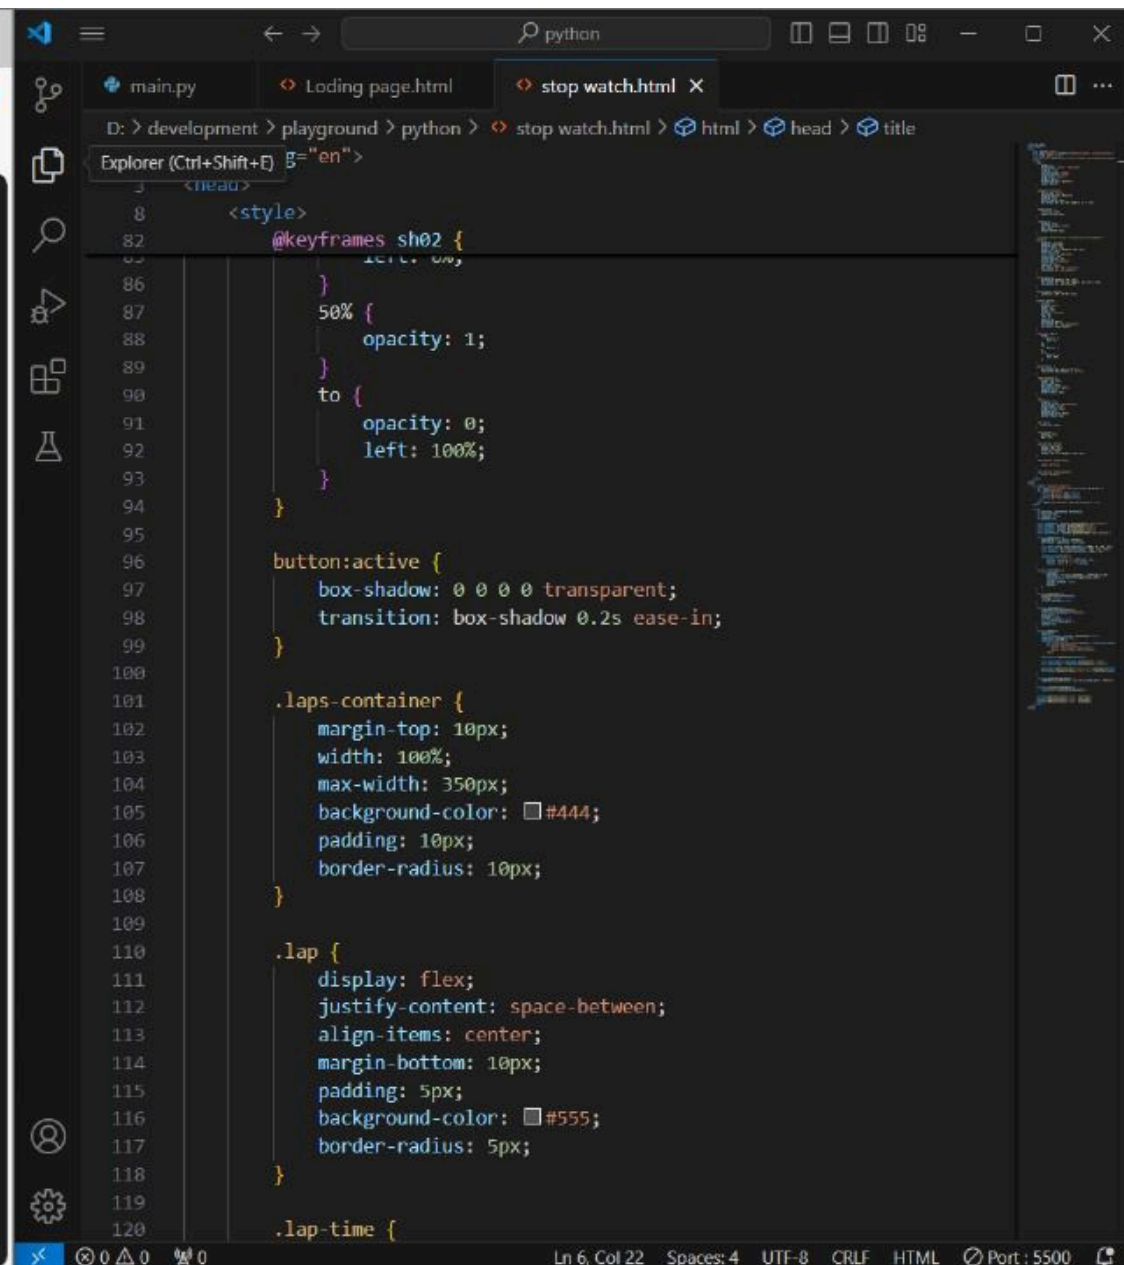 python
main.py Loding page.html stop watch.html
D: > development > playground > python > stop watch.html > html > head > title
Explorer (Ctrl+Shift+E) g="en">
3 <head>
8 <style>
82 @keyframes sh02 {
85 left: 0%;
86 }
87 50% {
88 opacity: 1;
89 }
90 to {
91 opacity: 0;
92 left: 100%;
93 }
94 }
95
96 button:active {
97 box-shadow: 0 0 0 0 transparent;
98 transition: box-shadow 0.2s ease-in;
99 }
100
101 .laps-container {
102 margin-top: 10px;
103 width: 100%;
104 max-width: 350px;
105 background-color: #444;
106 padding: 10px;
107 border-radius: 10px;
108 }
109
110 .lap {
111 display: flex;
112 justify-content: space-between;
113 align-items: center;
114 margin-bottom: 10px;
115 padding: 5px;
116 background-color: #555;
117 border-radius: 5px;
118 }
119
120 .lap-time {
0 0 0 Ln 6, Col 22 Spaces: 4 UTF-8 CRLF HTML Port : 5500